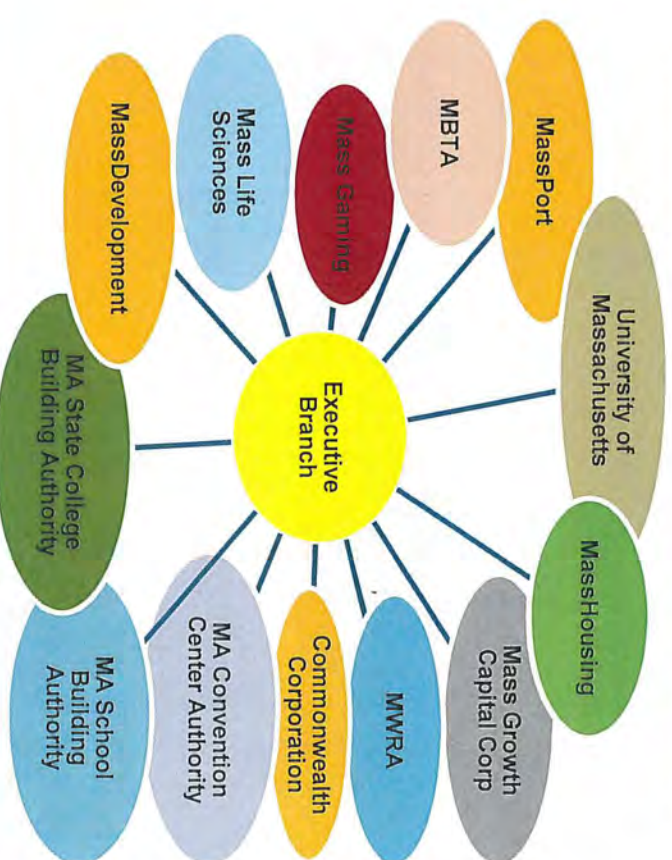 University of
Massachusetts
MassPort
MassHousing
MBTA
Mass Growth
Capital Corp
MWRA
Mass Gaming
Executive
Branch
Commonwealth
Corporation
Mass Life
Sciences
MA Convention
Center Authority
MassDevelopment
MA State College
Building Authority
MA School
Building
Authority